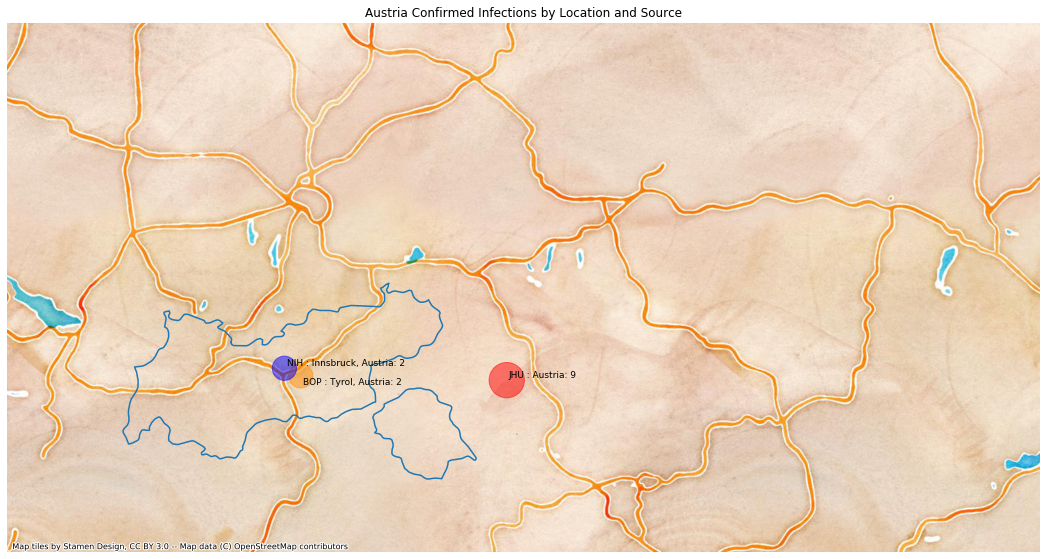 Austria Confirmed Infections by Location and Source
NIH : Innsbruck, Austria: 2
BOP : Tyrol, Austria: 2
JHU : Austria: 9
Map tiles by Stamen Design, CC BY 3.0 -- Map data (C) OpenStreetMap contributors